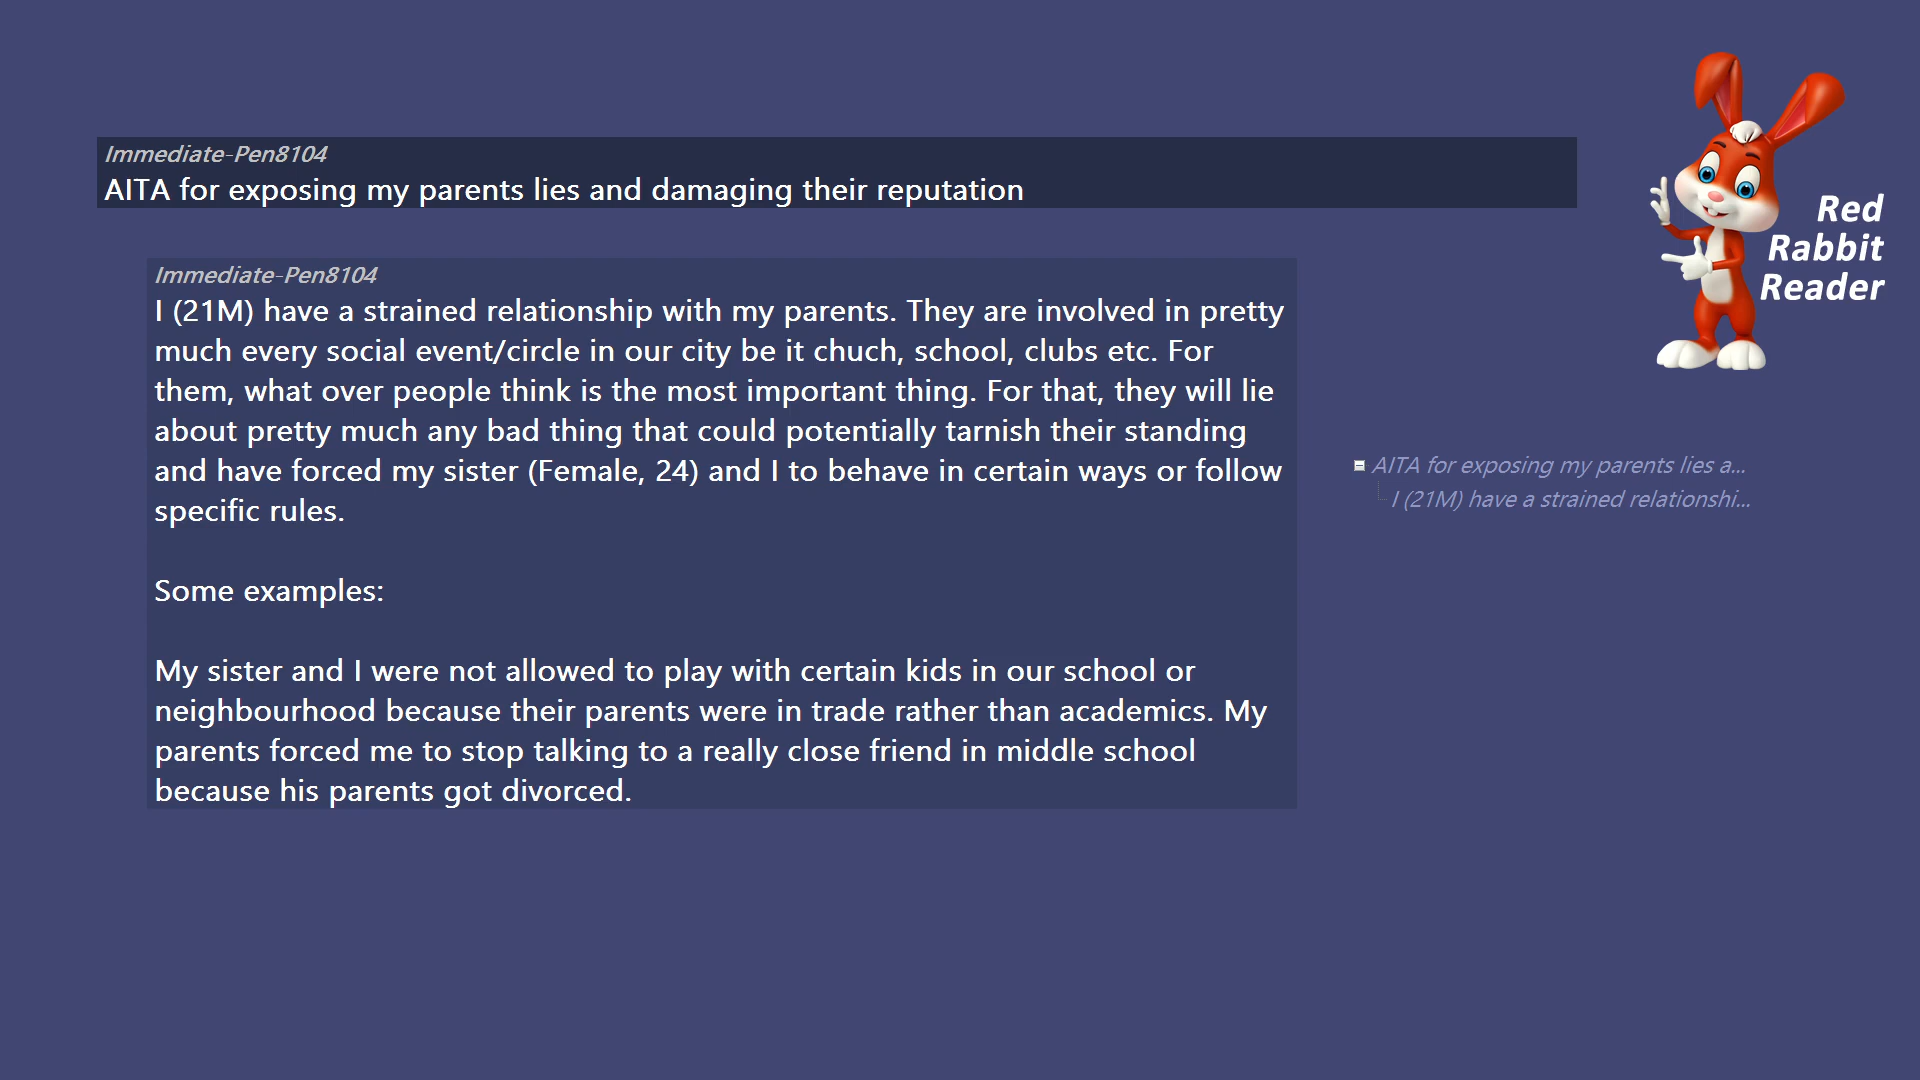 Immediate-Pen8104
AITA for exposing my parents lies and damaging their reputation
Immediate-Pen8104
I (21M) have a strained relationship with my parents. They are involved in pretty
much every social event/circle in our city be it chuch, school, clubs etc. For
them, what over people think is the most important thing. For that, they will lie
about pretty much any bad thing that could potentially tarnish their standing
and have forced my sister (Female, 24) and I to behave in certain ways or follow
specific rules.
Some examples:
My sister and I were not allowed to play with certain kids in our school or
neighbourhood because their parents were in trade rather than academics. My
parents forced me to stop talking to a really close friend in middle school
because his parents got divorced.
Red
Rabbit
Reader
AITA for exposing my parents lies a...
I (21M) have a strained relationshi...